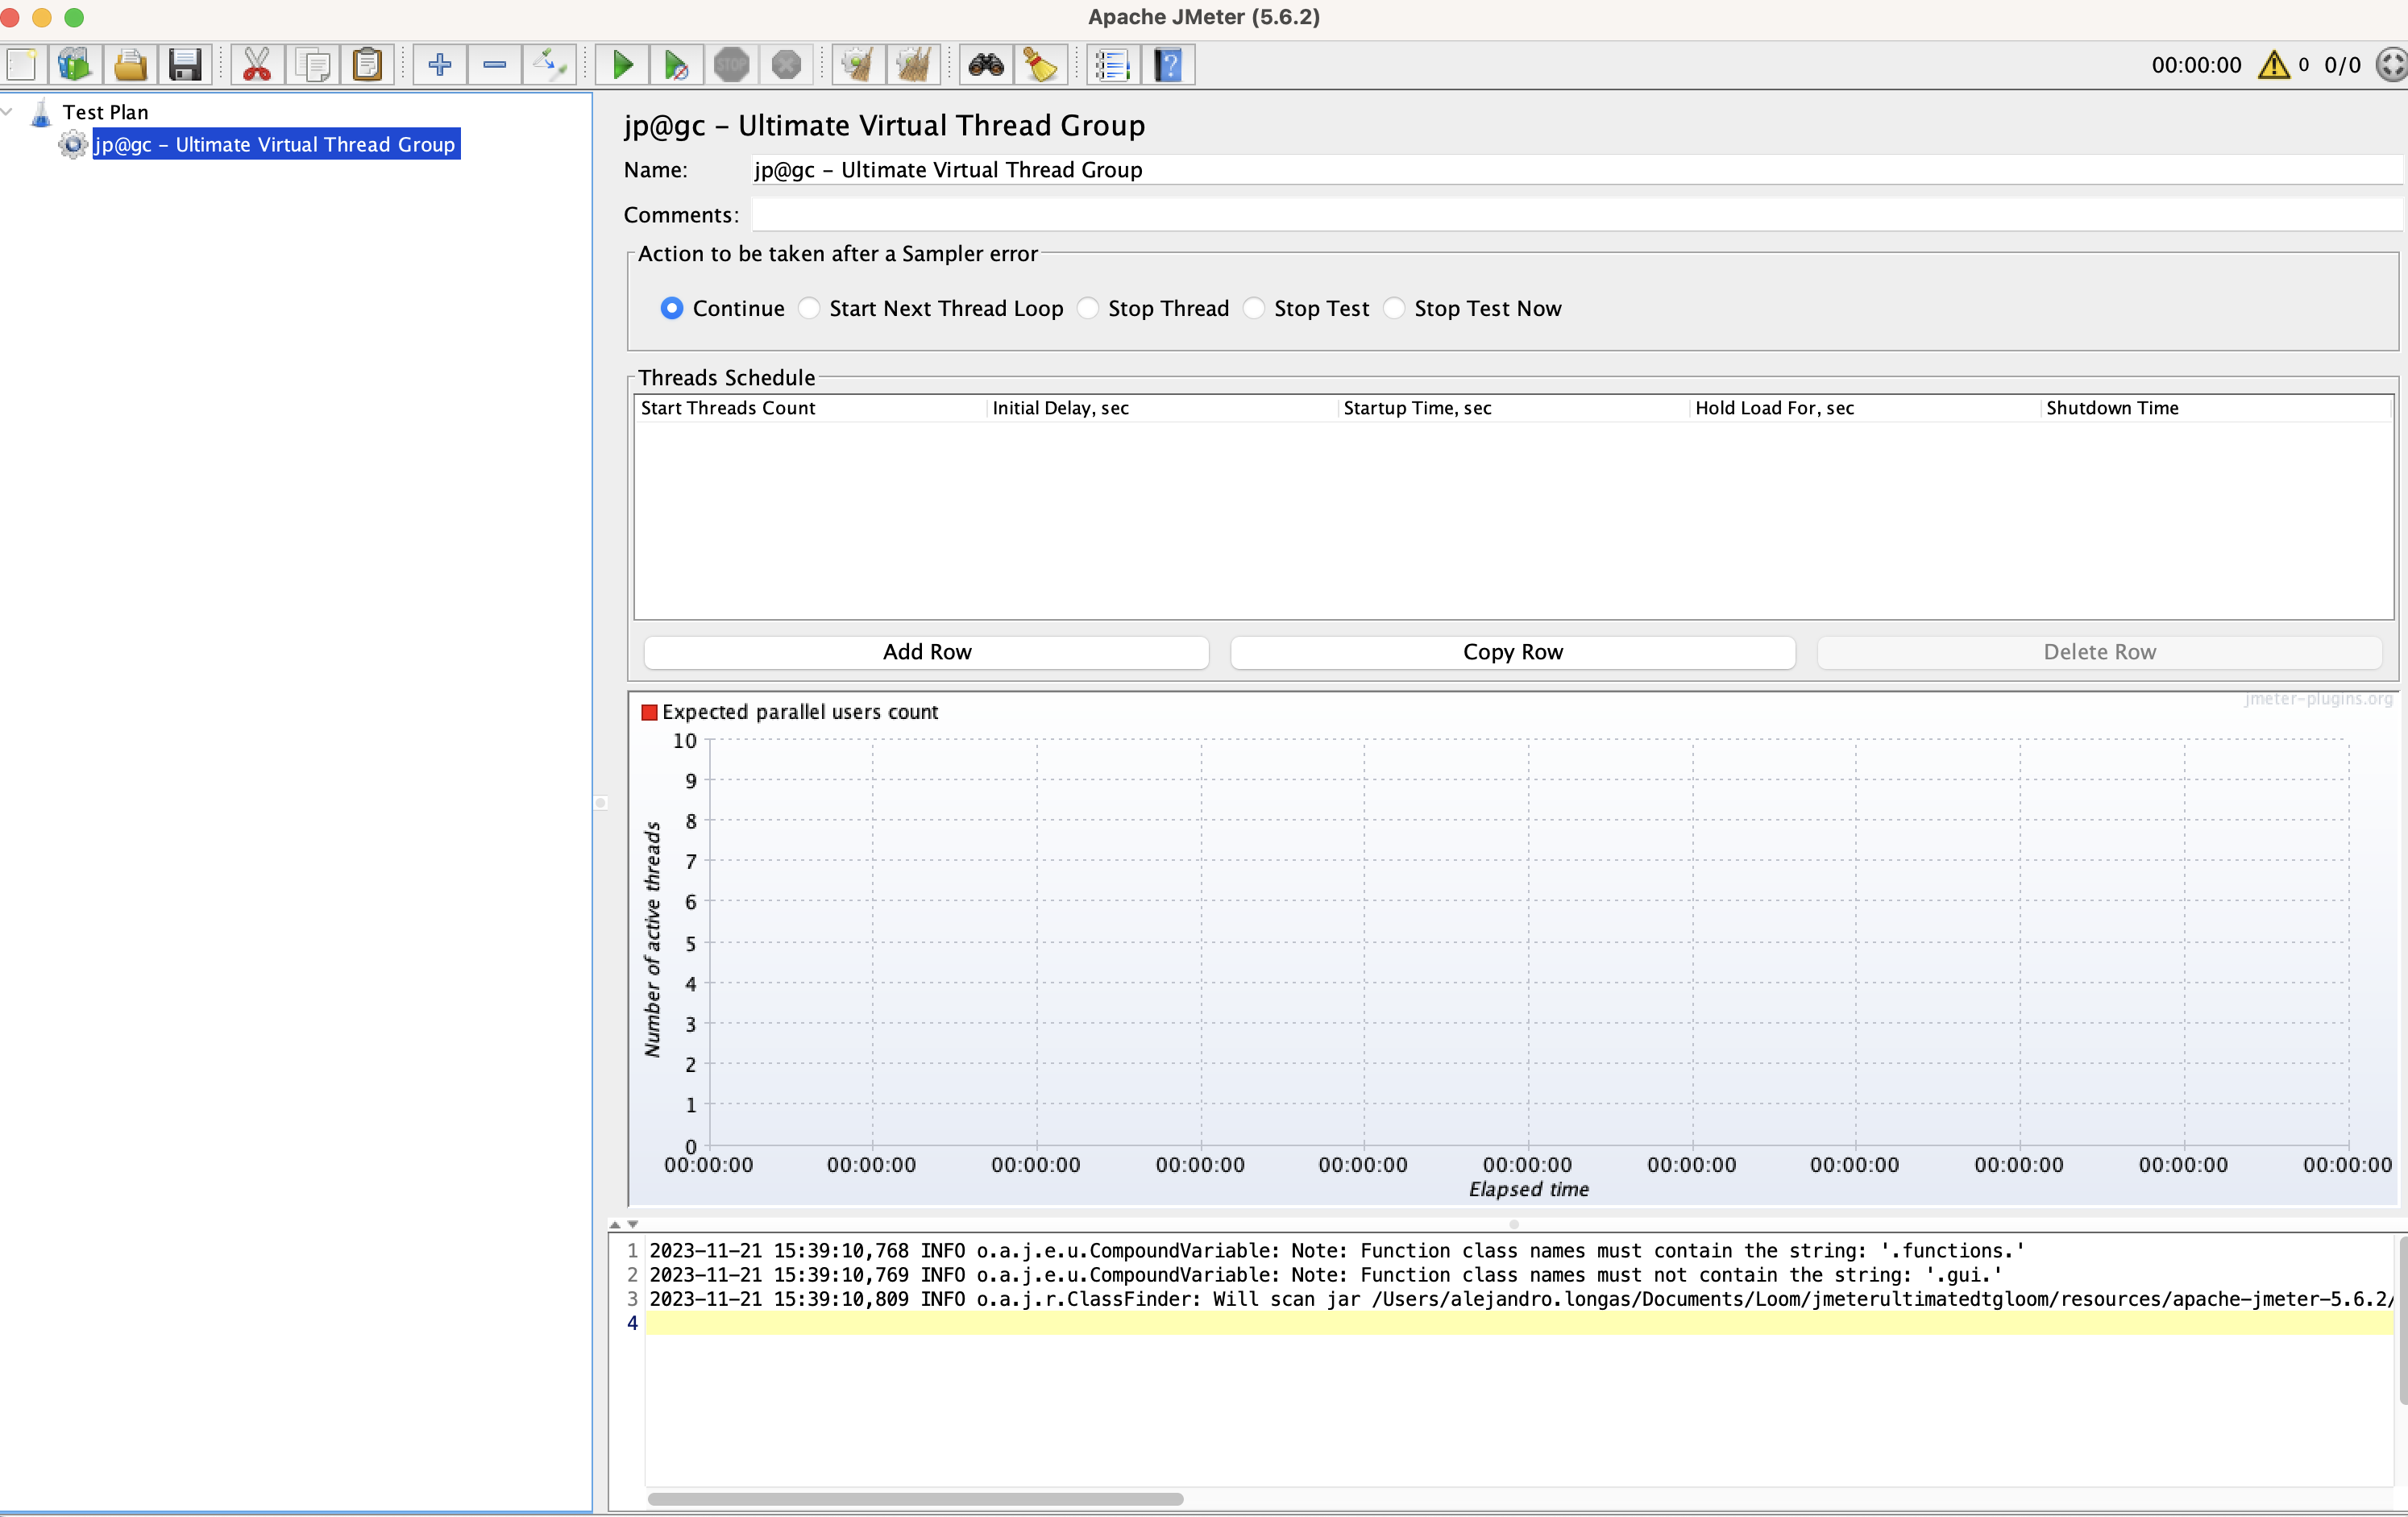 Apache JMeter (5.6.2)
STOP
00:00:00 0 0/0
Test Plan
jp@gc - Ultimate Virtual Thread Group
jp@gc - Ultimate Virtual Thread Group
Name: jp@gc - Ultimate Virtual Thread Group
Comments:
Action to be taken after a Sampler error
Continue Start Next Thread Loop Stop Thread Stop Test Stop Test Now
Threads Schedule
Start Threads Count Initial Delay, sec Startup Time, sec Hold Load For, sec Shutdown Time
Add Row Copy Row Delete Row
jmeter-plugins.org
Expected parallel users count
10
9
8
7
6
5
4
3
2
1
0
Number of active threads
00:00:00 00:00:00 00:00:00 00:00:00 00:00:00 00:00:00 00:00:00 00:00:00 00:00:00 00:00:00 00:00:00
Elapsed time
1 2023-11-21 15:39:10,768 INFO o.a.j.e.u.CompoundVariable: Note: Function class names must contain the string: '.functions.'
2 2023-11-21 15:39:10,769 INFO o.a.j.e.u.CompoundVariable: Note: Function class names must not contain the string: '.gui.'
3 2023-11-21 15:39:10,809 INFO o.a.j.r.ClassFinder: Will scan jar /Users/alejandro.longas/Documents/Loom/jmeterultimatedtgloom/resources/apache-jmeter-5.6.2/
4